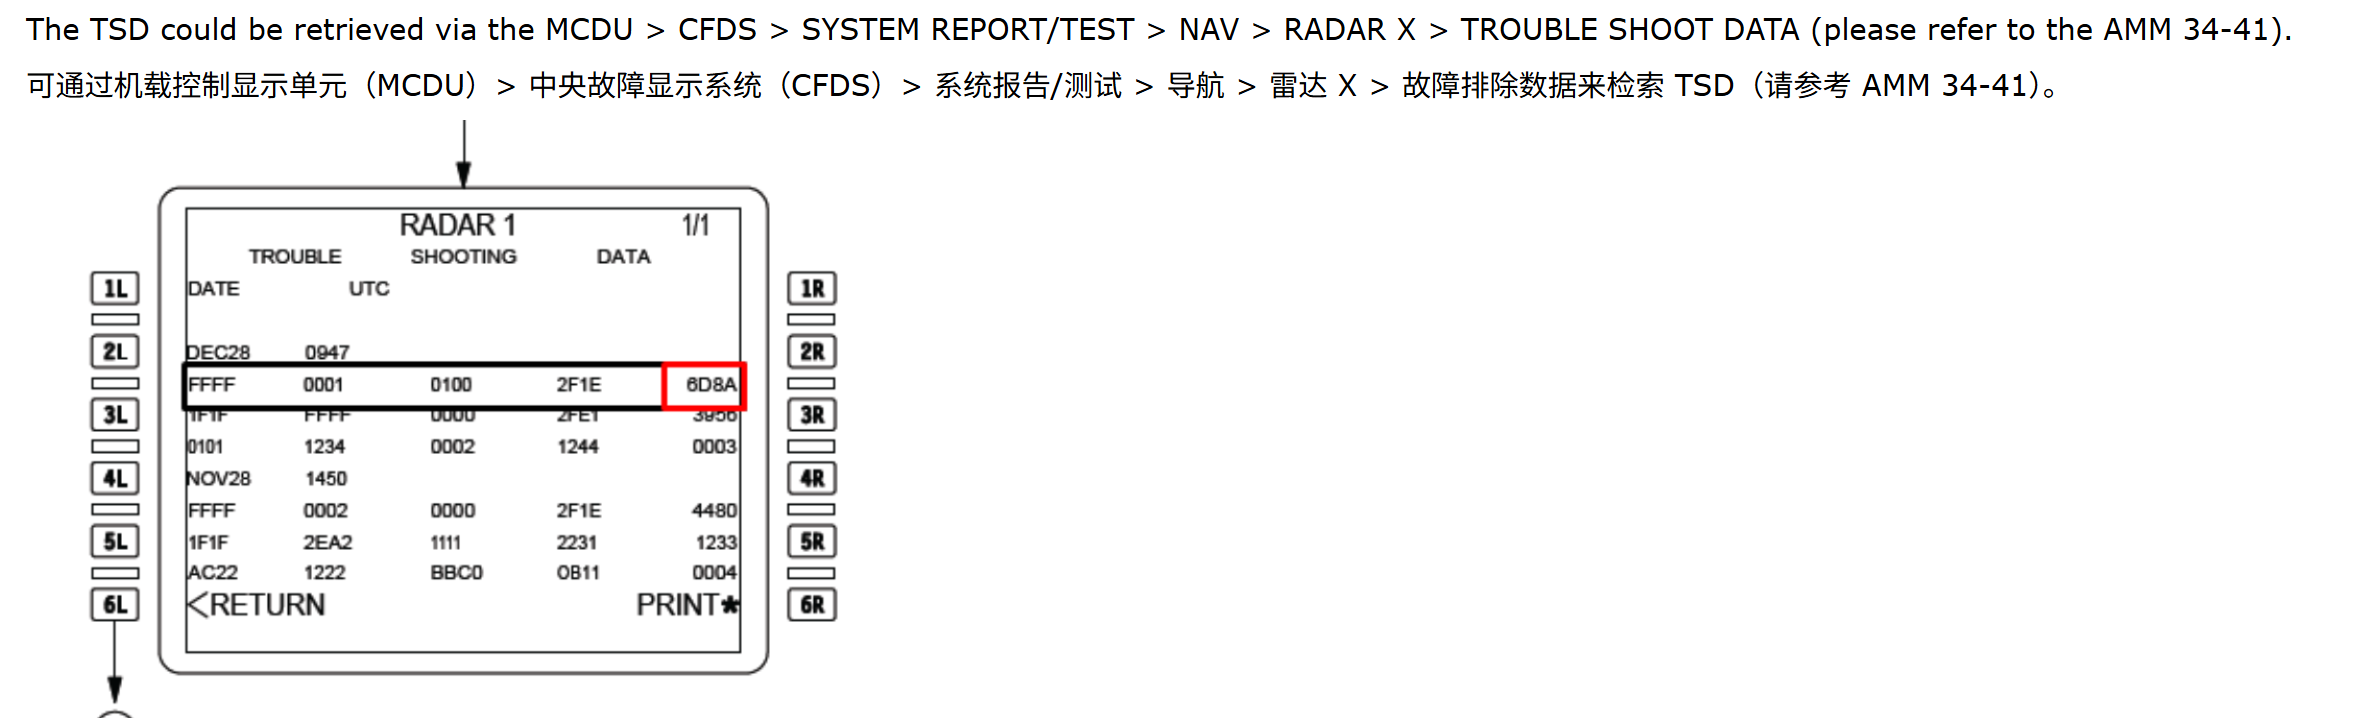 The TSD could be retrieved via the MCDU > CFDS > SYSTEM REPORT/TEST > NAV > RADAR X > TROUBLE SHOOT DATA (please refer to the AMM 34-41).
可通过机载控制显示单元（MCDU）> 中央故障显示系统（CFDS）> 系统报告/测试 > 导航 > 雷达 X > 故障排除数据来检索 TSD（请参考 AMM 34-41）。
RADAR 1 1/1
TROUBLE SHOOTING DATA
1L DATE UTC 1R
2L DEC28 0947 2R
FFFF 0001 0100 2F1E 6D8A
3L 1F1F FFFF 0000 2FE1 3956 3R
0101 1234 0002 1244 0003
4L NOV28 1450 4R
FFFF 0002 0000 2F1E 4480
5L 1F1F 2EA2 1111 2231 1233 5R
AC22 1222 BBC0 0B11 0004
6L <RETURN PRINT* 6R